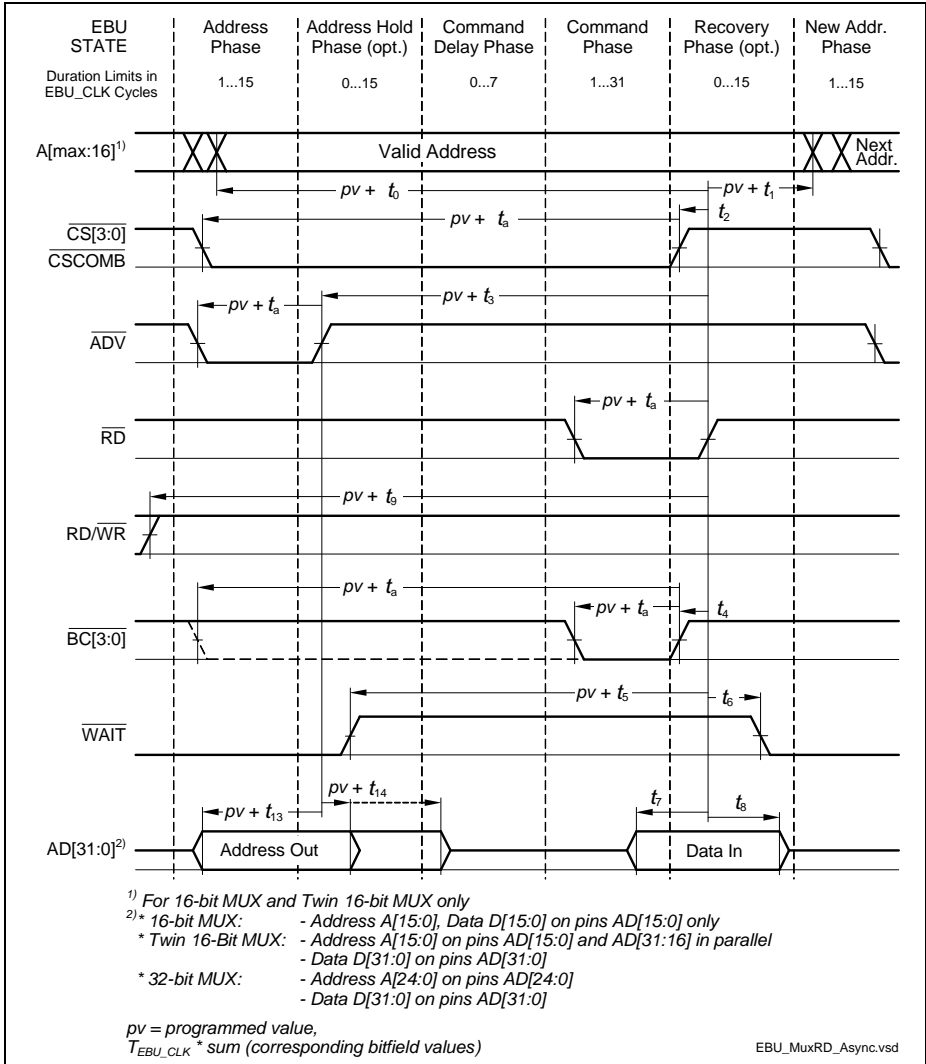 EBU STATE
Address Phase
Address Hold Phase (opt.)
Command Delay Phase
Command Phase
Recovery Phase (opt.)
New Addr. Phase
Duration Limits in EBU_CLK Cycles
1...15
0...15
0...7
1...31
0...15
1...15
A[max:16]1)
Valid Address
Next Addr.
pv + t0
pv + t1
pv + ta
t2
CS[3:0]
CSCOMB
pv + ta
pv + t3
ADV
pv + ta
RD
pv + t9
RD/WR
pv + ta
pv + ta
t4
BC[3:0]
pv + t5
t6
WAIT
pv + t13
pv + t14
t7
t8
AD[31:0]2)
Address Out
Data In
1) For 16-bit MUX and Twin 16-bit MUX only
2)* 16-bit MUX: - Address A[15:0], Data D[15:0] on pins AD[15:0] only
* Twin 16-Bit MUX: - Address A[15:0] on pins AD[15:0] and AD[31:16] in parallel
- Data D[31:0] on pins AD[31:0]
* 32-bit MUX: - Address A[24:0] on pins AD[24:0]
- Data D[31:0] on pins AD[31:0]
pv = programmed value,
TEBU_CLK * sum (corresponding bitfield values)
EBU_MuxRD_Async.vsd